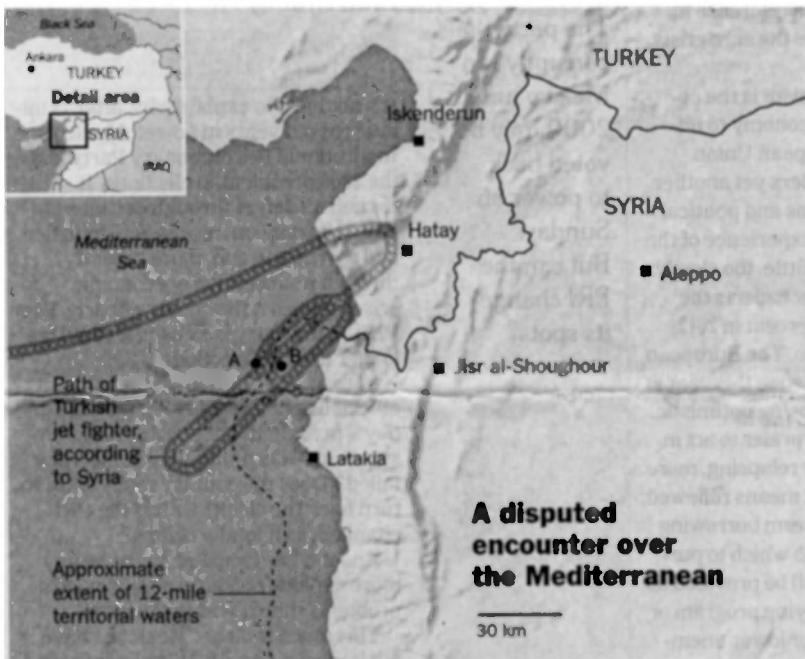 Black Sea
Ankara
TURKEY
Detail area
SYRIA
IRAQ
TURKEY
Iskenderun
SYRIA
Mediterranean
Sea
Hatay
Aleppo
A
B
Jisr al-Shoughour
Path of
Turkish
jet fighter,
according
to Syria
Latakia
A disputed
encounter over
the Mediterranean
Approximate
extent of 12-mile
territorial waters
30 km